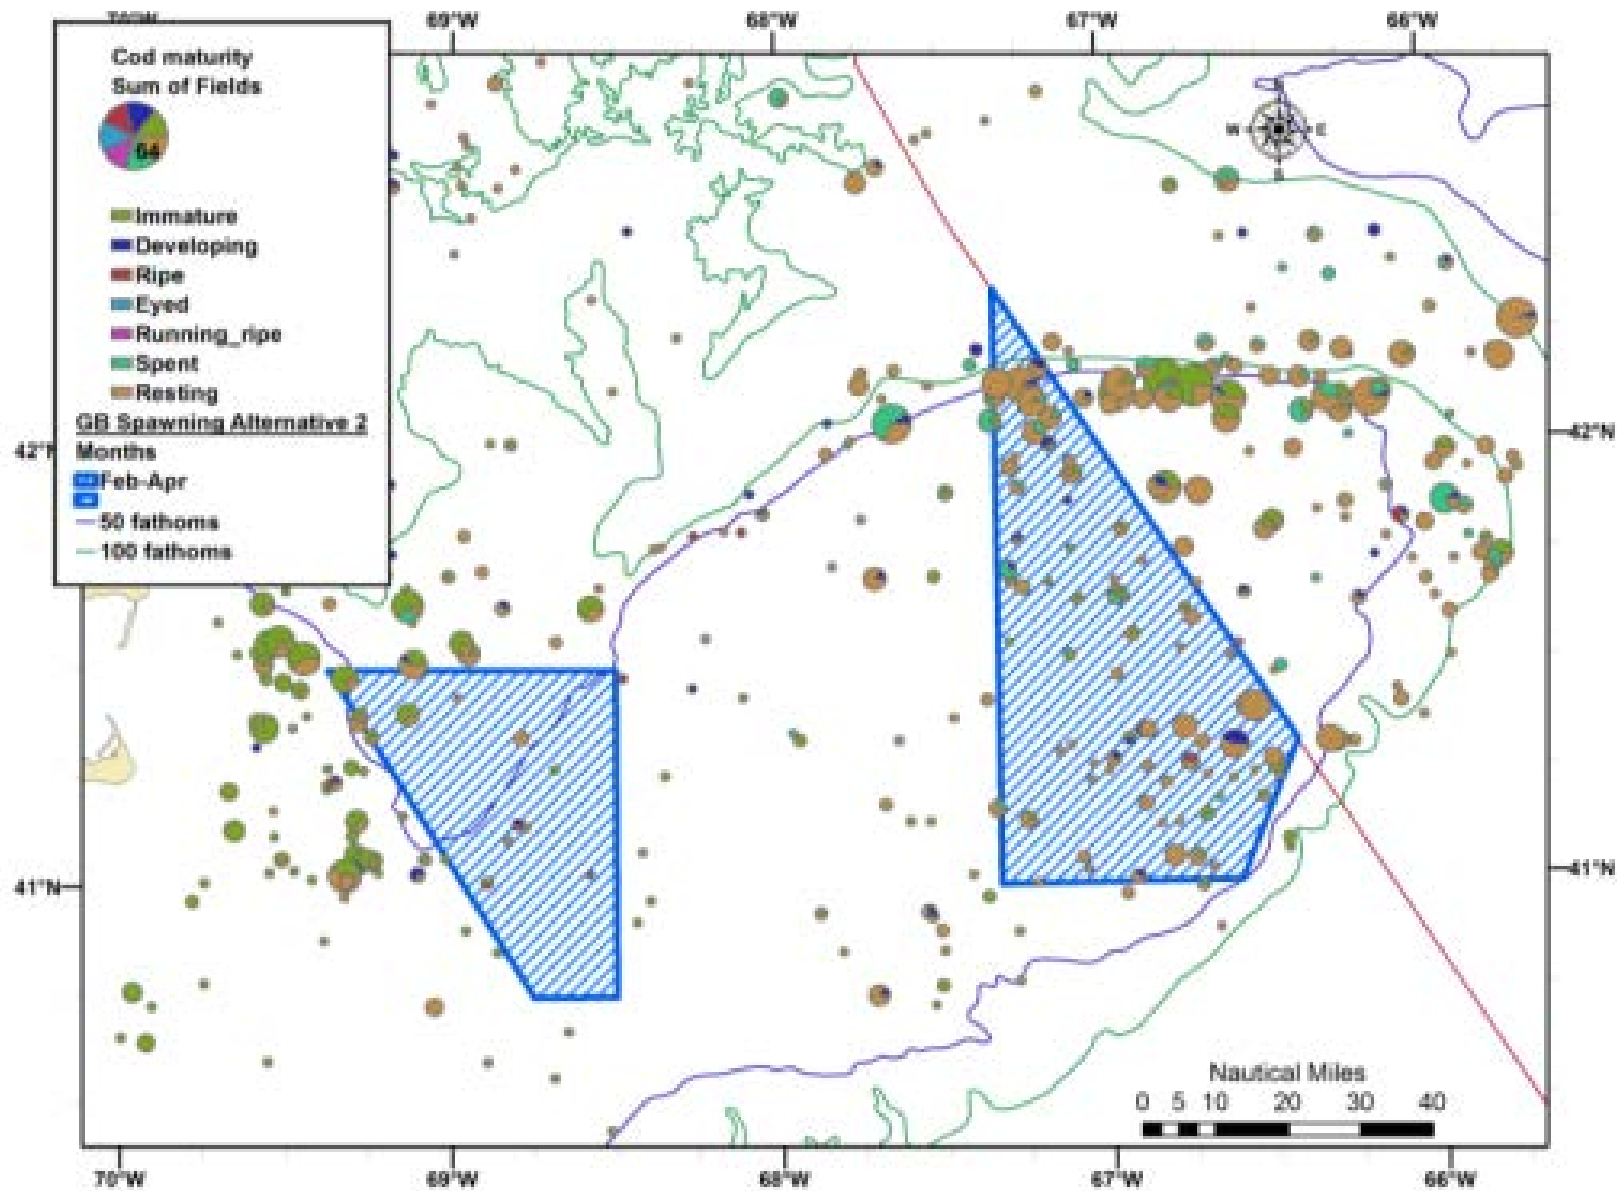 70°W 69°W 68°W 67°W 66°W
Cod maturity
Sum of Fields
64
Immature
Developing
Ripe
Eyed
Running_ripe
Spent
Resting
GB Spawning Alternative 2
Months
Feb-Apr
50 fathoms
100 fathoms
W E
S
42°N 42°N
41°N 41°N
Nautical Miles
0 5 10 20 30 40
70°W 69°W 68°W 67°W 66°W